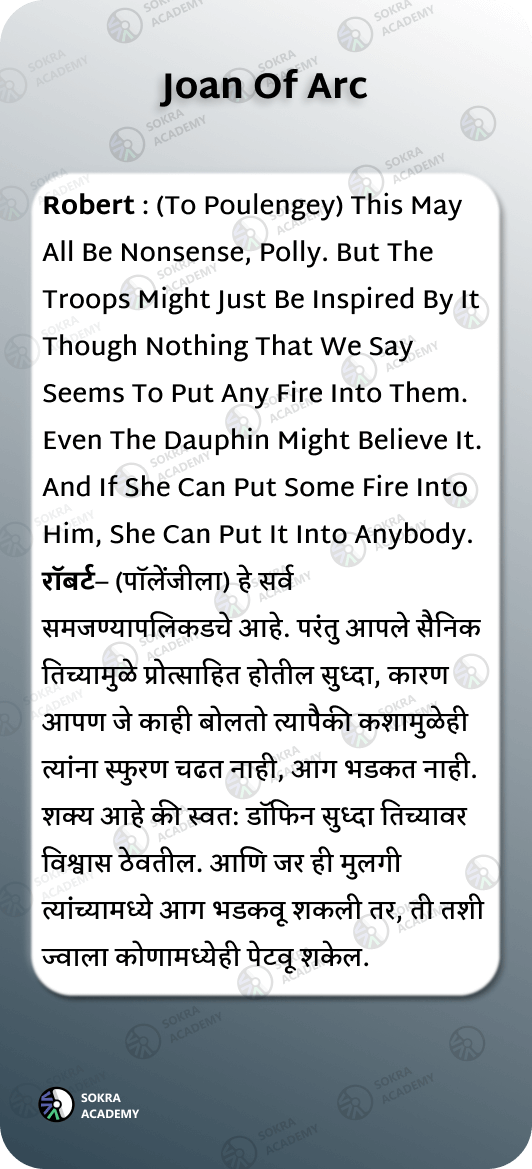 Joan Of Arc
Robert : (To Poulengey) This May
All Be Nonsense, Polly. But The
Troops Might Just Be Inspired By It
Though Nothing That We Say
Seems To Put Any Fire Into Them.
Even The Dauphin Might Believe It.
And If She Can Put Some Fire Into
Him, She Can Put It Into Anybody.
रॉबर्ट– (पॉलेंजीला) हे सर्व
समजण्यापलिकडचे आहे. परंतु आपले सैनिक
तिच्यामुळे प्रोत्साहित होतील सुध्दा, कारण
आपण जे काही बोलतो त्यापैकी कशामुळेही
त्यांना स्फुरण चढत नाही, आग भडकत नाही.
शक्य आहे की स्वत: डॉफिन सुध्दा तिच्यावर
विश्वास ठेवतील. आणि जर ही मुलगी
त्यांच्यामध्ये आग भडकवू शकली तर, ती तशी
ज्वाला कोणामध्येही पेटवू शकेल.
SOKRA
ACADEMY